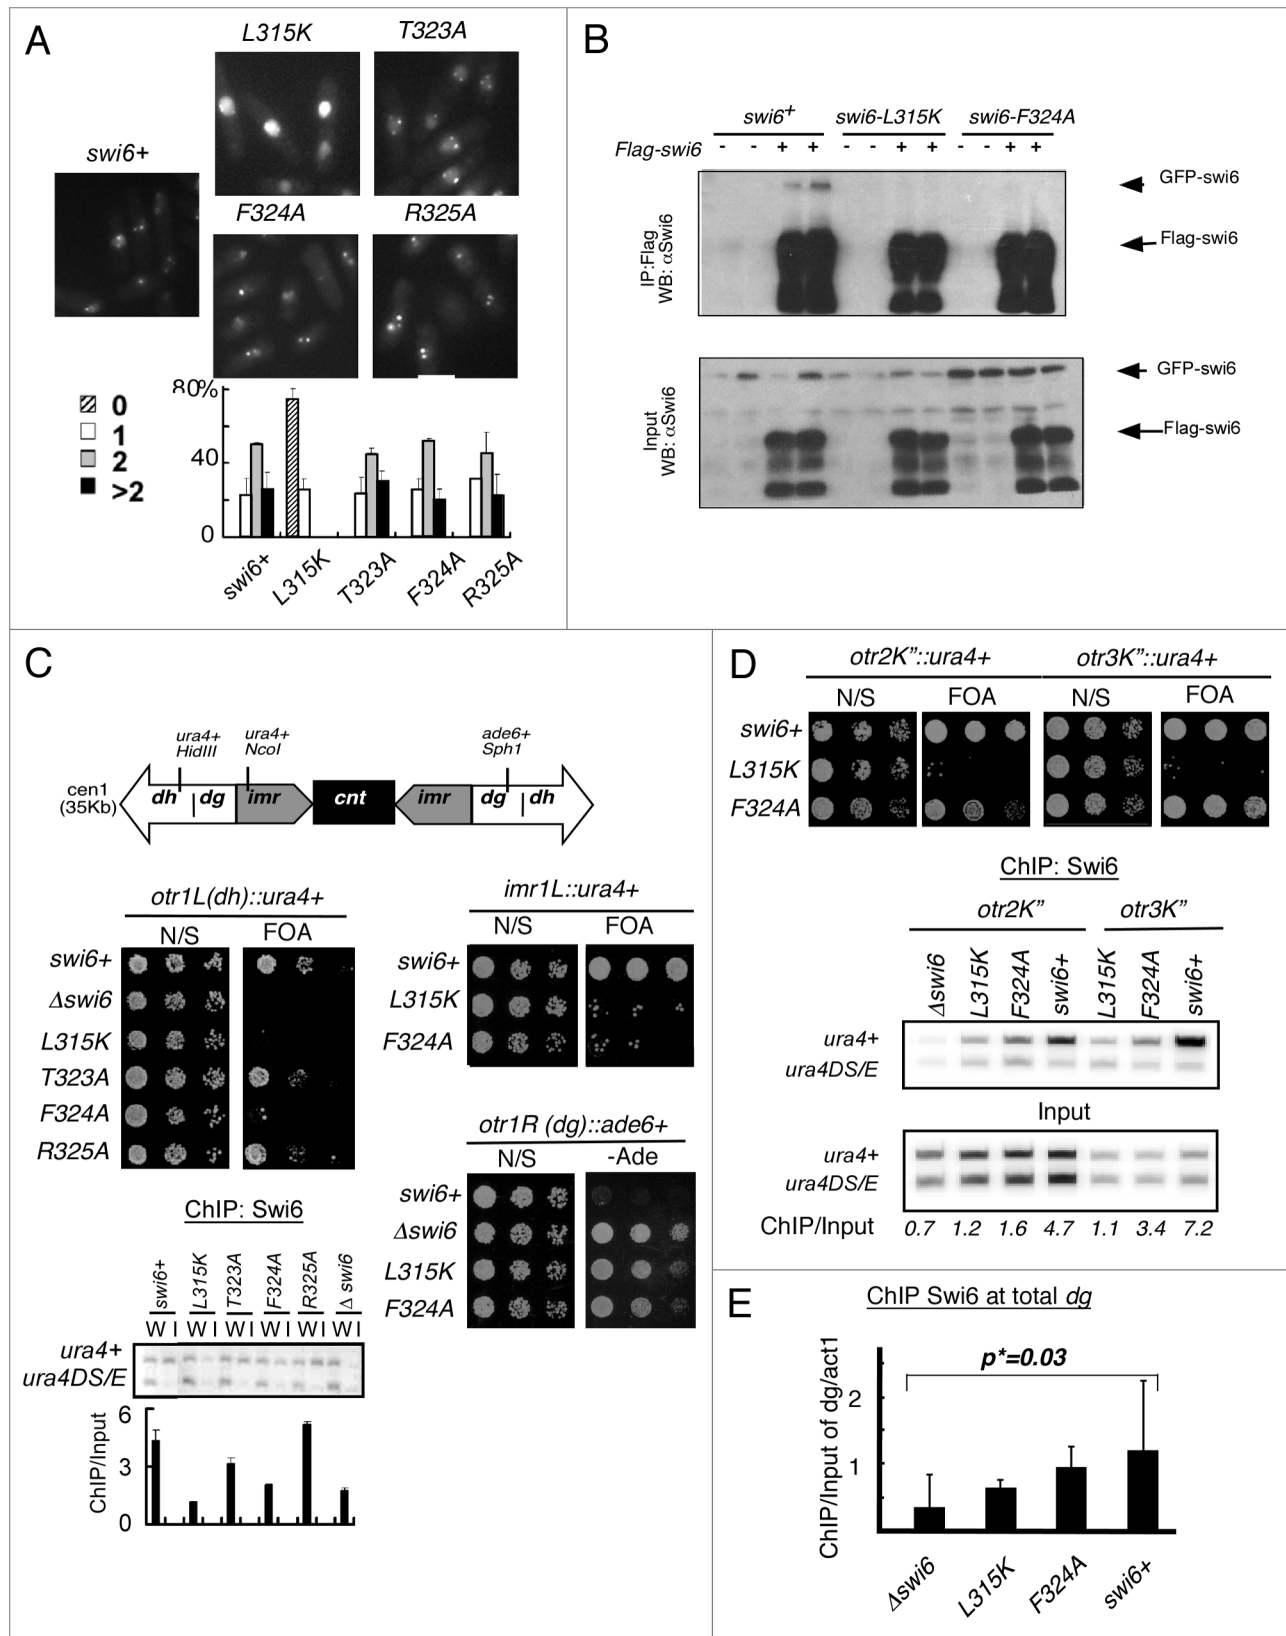 A
L315K
T323A
swi6+
F324A
R325A
80%
40
0
0
1
2
>2
swi6+
L315K
T323A
F324A
R325A
B
swi6+
swi6-L315K
swi6-F324A
Flag-swi6
- - + + - - + + - - + +
IP:Flag
WB: αSwi6
GFP-swi6
Flag-swi6
Input
WB: αSwi6
GFP-swi6
Flag-swi6
C
ura4+
HidIII
ura4+
NcoI
ade6+
Sph1
cen1
(35Kb)
dh dg imr cnt imr dg dh
otr1L(dh)::ura4+
N/S FOA
swi6+
Δswi6
L315K
T323A
F324A
R325A
imr1L::ura4+
N/S FOA
swi6+
L315K
F324A
otr1R (dg)::ade6+
N/S -Ade
swi6+
Δswi6
L315K
F324A
ChIP: Swi6
swi6+ L315K T323A F324A R325A Δ swi6
W I W I W I W I W I W I
ura4+
ura4DS/E
6
3
0
ChIP/Input
D
otr2K”::ura4+ otr3K”::ura4+
N/S FOA N/S FOA
swi6+
L315K
F324A
ChIP: Swi6
otr2K” otr3K”
Δswi6 L315K F324A swi6+ L315K F324A swi6+
ura4+
ura4DS/E
Input
ura4+
ura4DS/E
ChIP/Input 0.7 1.2 1.6 4.7 1.1 3.4 7.2
E
ChIP Swi6 at total dg
p*=0.03
2
1
ChIP/Input of dg/act1
Δswi6
L315K
F324A
swi6+